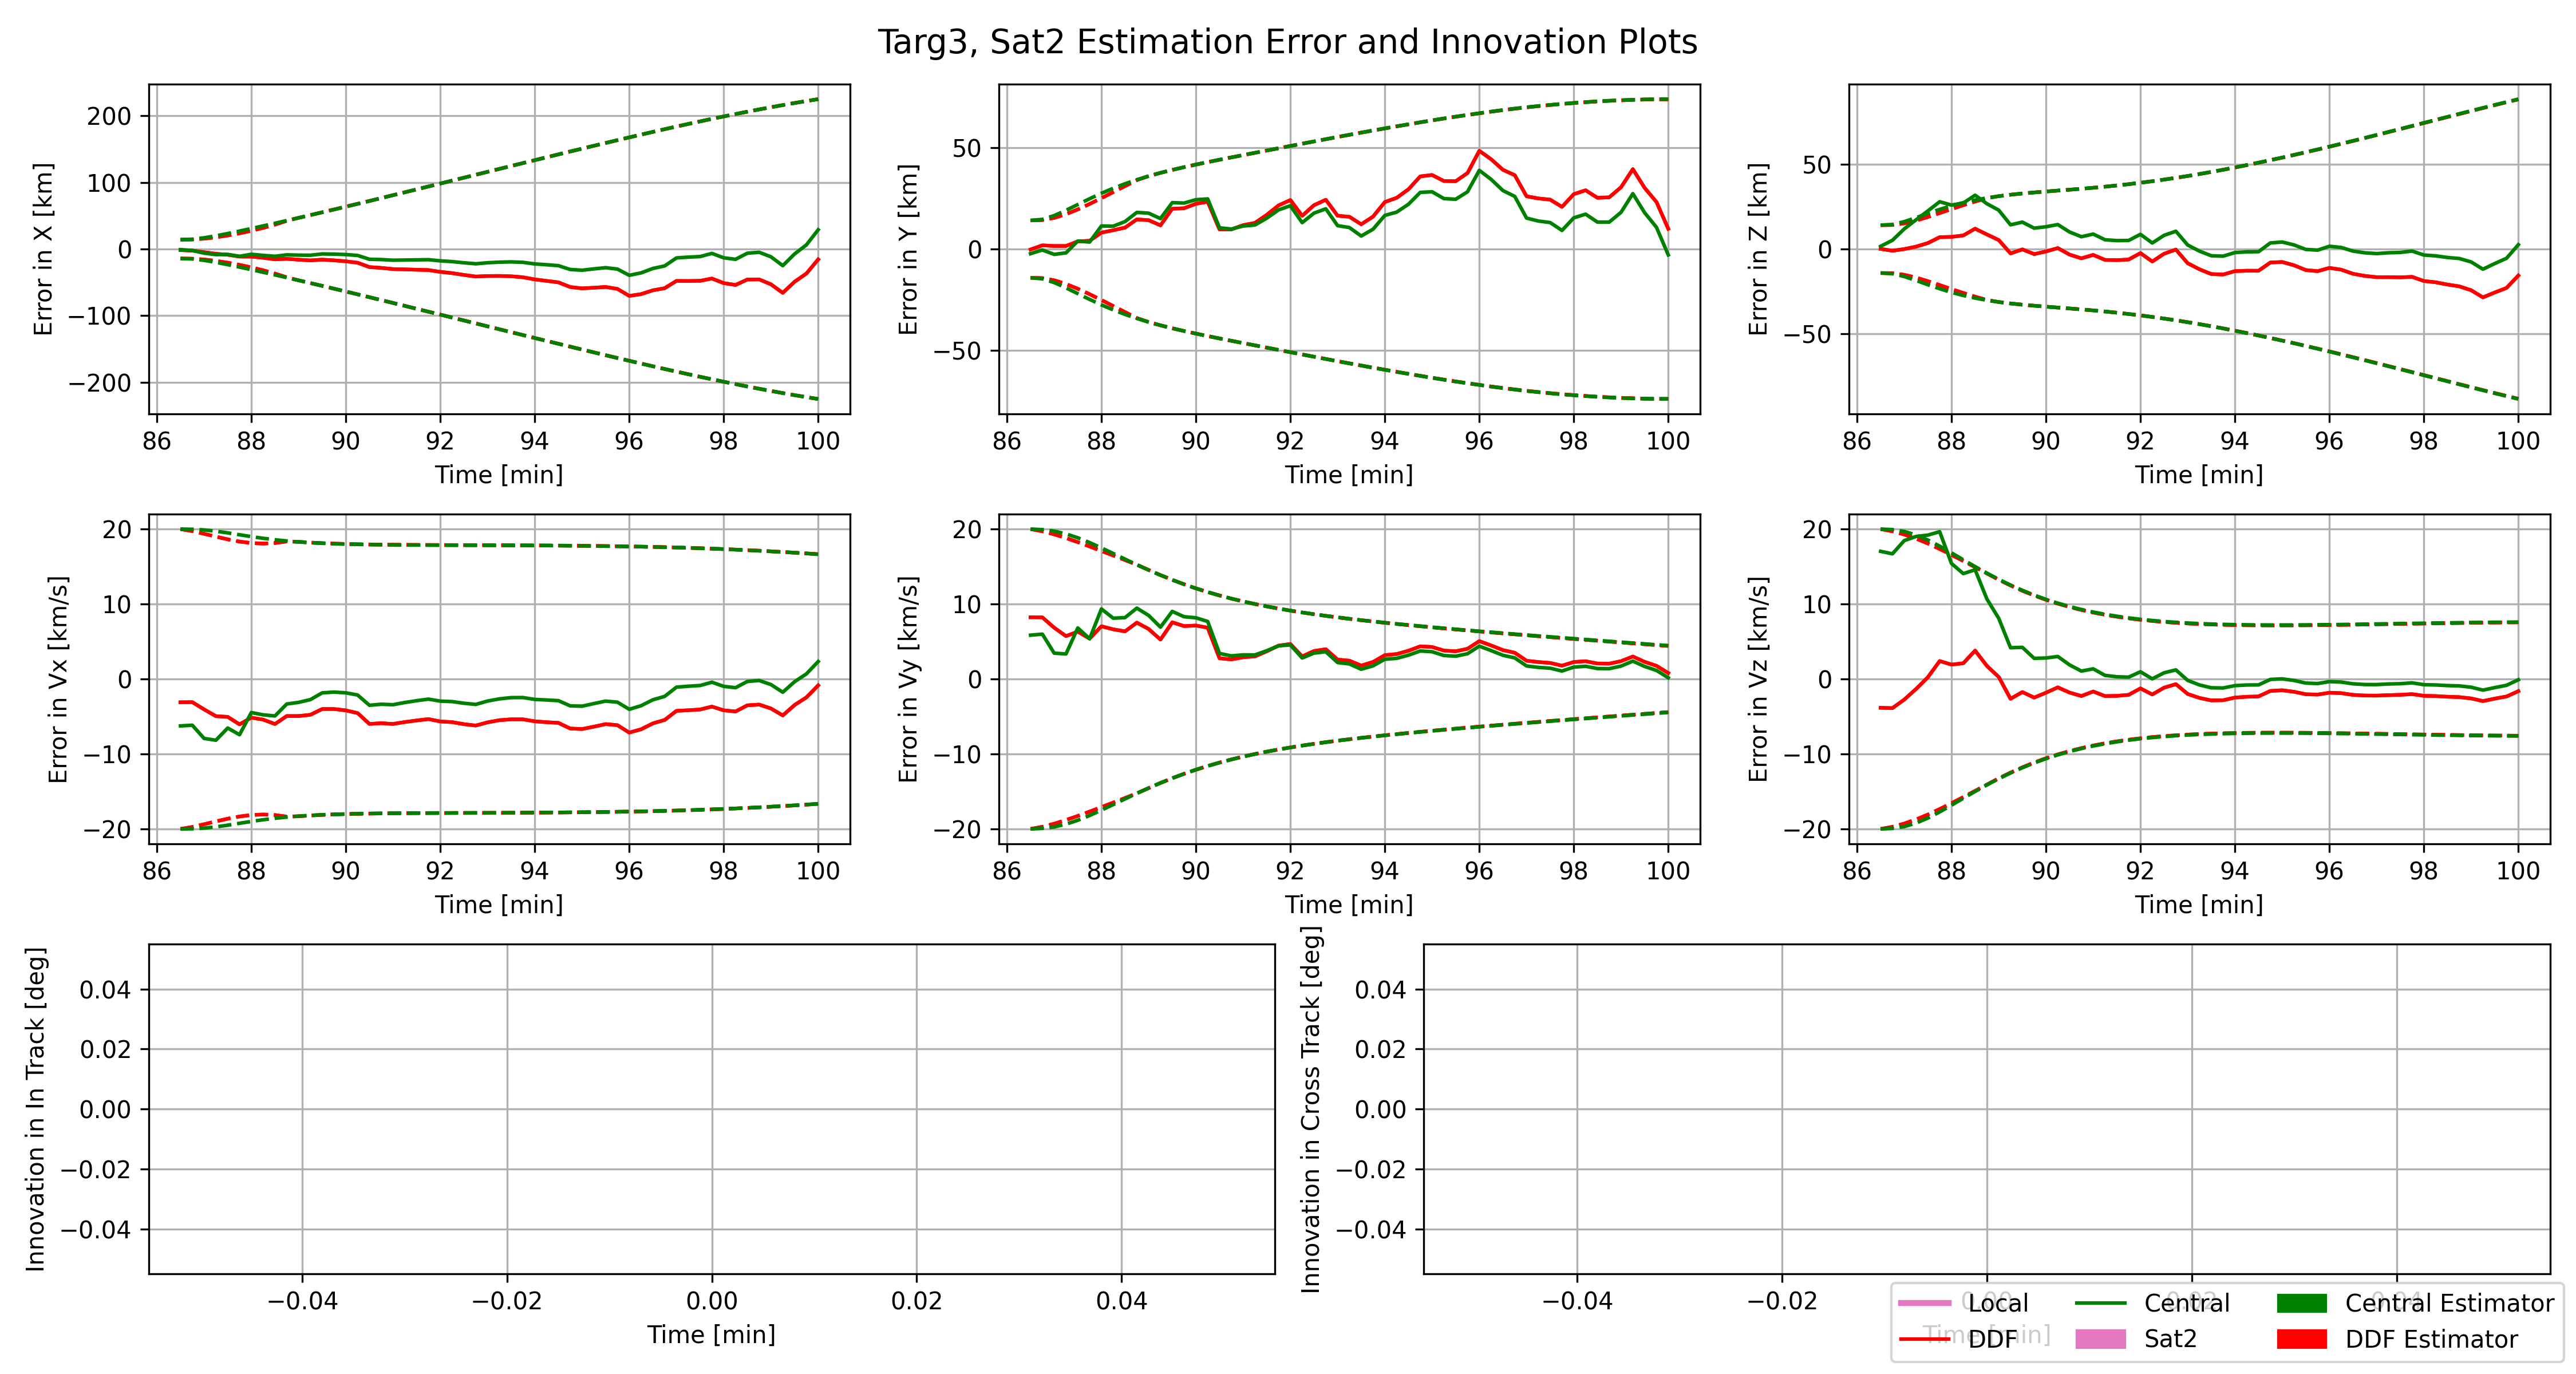 Targ3, Sat2 Estimation Error and Innovation Plots
Error in X [km]
200
100
0
−100
−200
86 88 90 92 94 96 98 100
Time [min]
Error in Y [km]
50
0
−50
86 88 90 92 94 96 98 100
Time [min]
Error in Z [km]
50
0
−50
86 88 90 92 94 96 98 100
Time [min]
Error in Vx [km/s]
20
10
0
−10
−20
86 88 90 92 94 96 98 100
Time [min]
Error in Vy [km/s]
20
10
0
−10
−20
86 88 90 92 94 96 98 100
Time [min]
Error in Vz [km/s]
20
10
0
−10
−20
86 88 90 92 94 96 98 100
Time [min]
Innovation in In Track [deg]
0.04
0.02
0.00
−0.02
−0.04
−0.04 −0.02 0.00 0.02 0.04
Time [min]
Innovation in Cross Track [deg]
0.04
0.02
0.00
−0.02
−0.04
−0.04 −0.02 0.00 0.02 0.04
Time [min]
Local Central Central Estimator
DDF Sat2 DDF Estimator